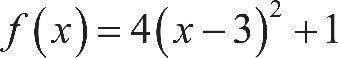 f(x) = 4(x − 3)² + 1